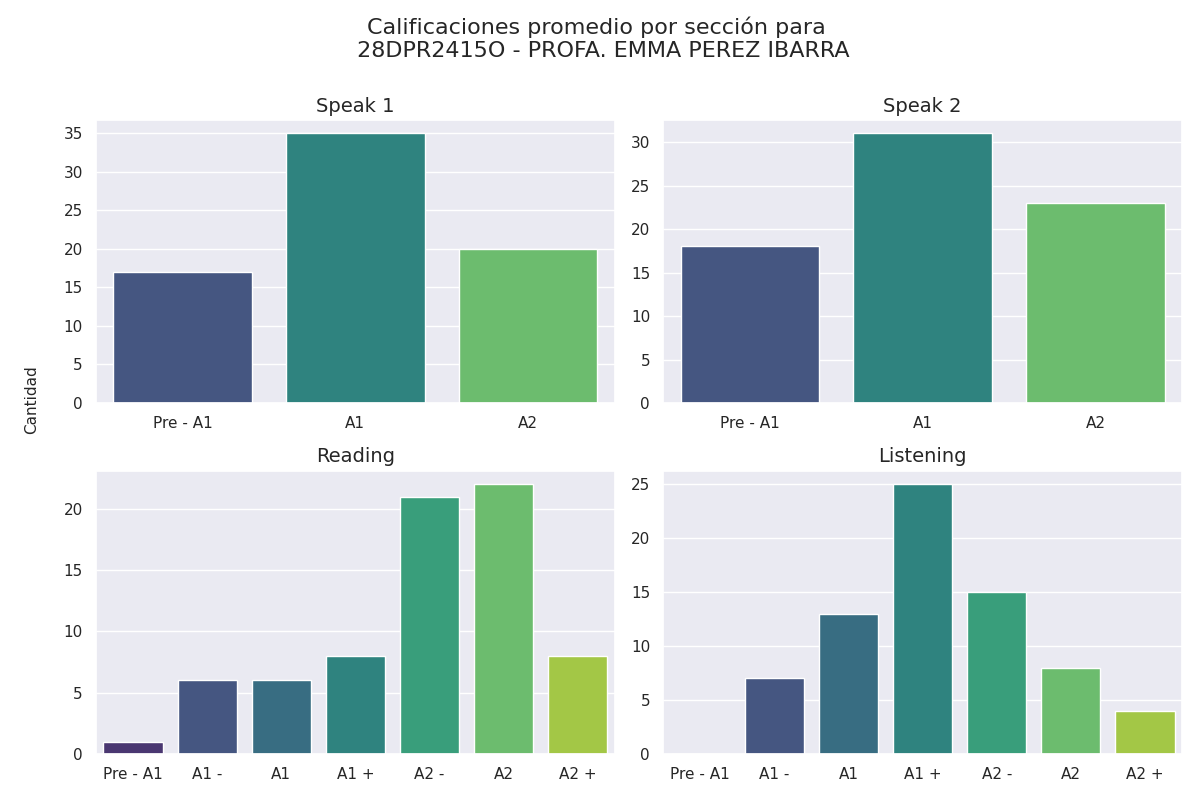 Calificaciones promedio por sección para
28DPR2415O - PROFA. EMMA PEREZ IBARRA
Speak 1
35
30
25
20
15
10
5
0
Pre - A1 A1 A2
Speak 2
30
25
20
15
10
5
0
Pre - A1 A1 A2
Cantidad
Reading
20
15
10
5
0
Pre - A1 A1 - A1 A1 + A2 - A2 A2 +
Listening
25
20
15
10
5
0
Pre - A1 A1 - A1 A1 + A2 - A2 A2 +